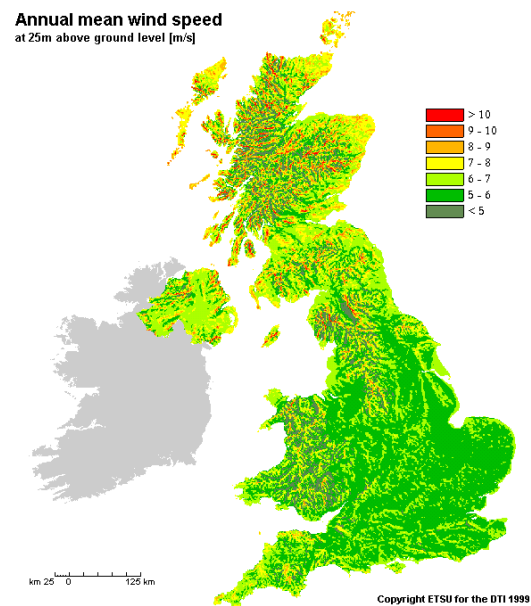 Annual mean wind speed
at 25m above ground level [m/s]
> 10
9 - 10
8 - 9
7 - 8
6 - 7
5 - 6
< 5
km 25 0 125 km
Copyright ETSU for the DTI 1999